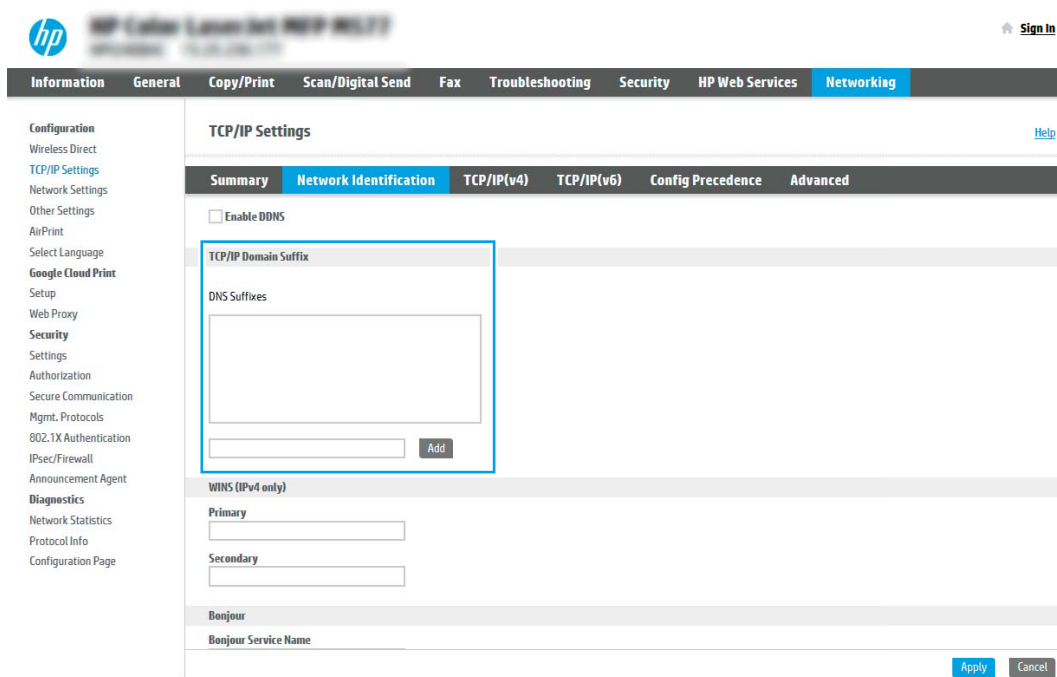 hp
Sign In
Information General Copy/Print Scan/Digital Send Fax Troubleshooting Security HP Web Services Networking
Configuration
Wireless Direct
TCP/IP Settings
Network Settings
Other Settings
AirPrint
Select Language
Google Cloud Print
Setup
Web Proxy
Security
Settings
Authorization
Secure Communication
Mgmt. Protocols
802.1X Authentication
IPsec/Firewall
Announcement Agent
Diagnostics
Network Statistics
Protocol Info
Configuration Page
TCP/IP Settings
Help
Summary Network Identification TCP/IP(v4) TCP/IP(v6) Config Precedence Advanced
Enable DDNS
TCP/IP Domain Suffix
DNS Suffixes
Add
WINS (IPv4 only)
Primary
Secondary
Bonjour
Bonjour Service Name
Apply Cancel